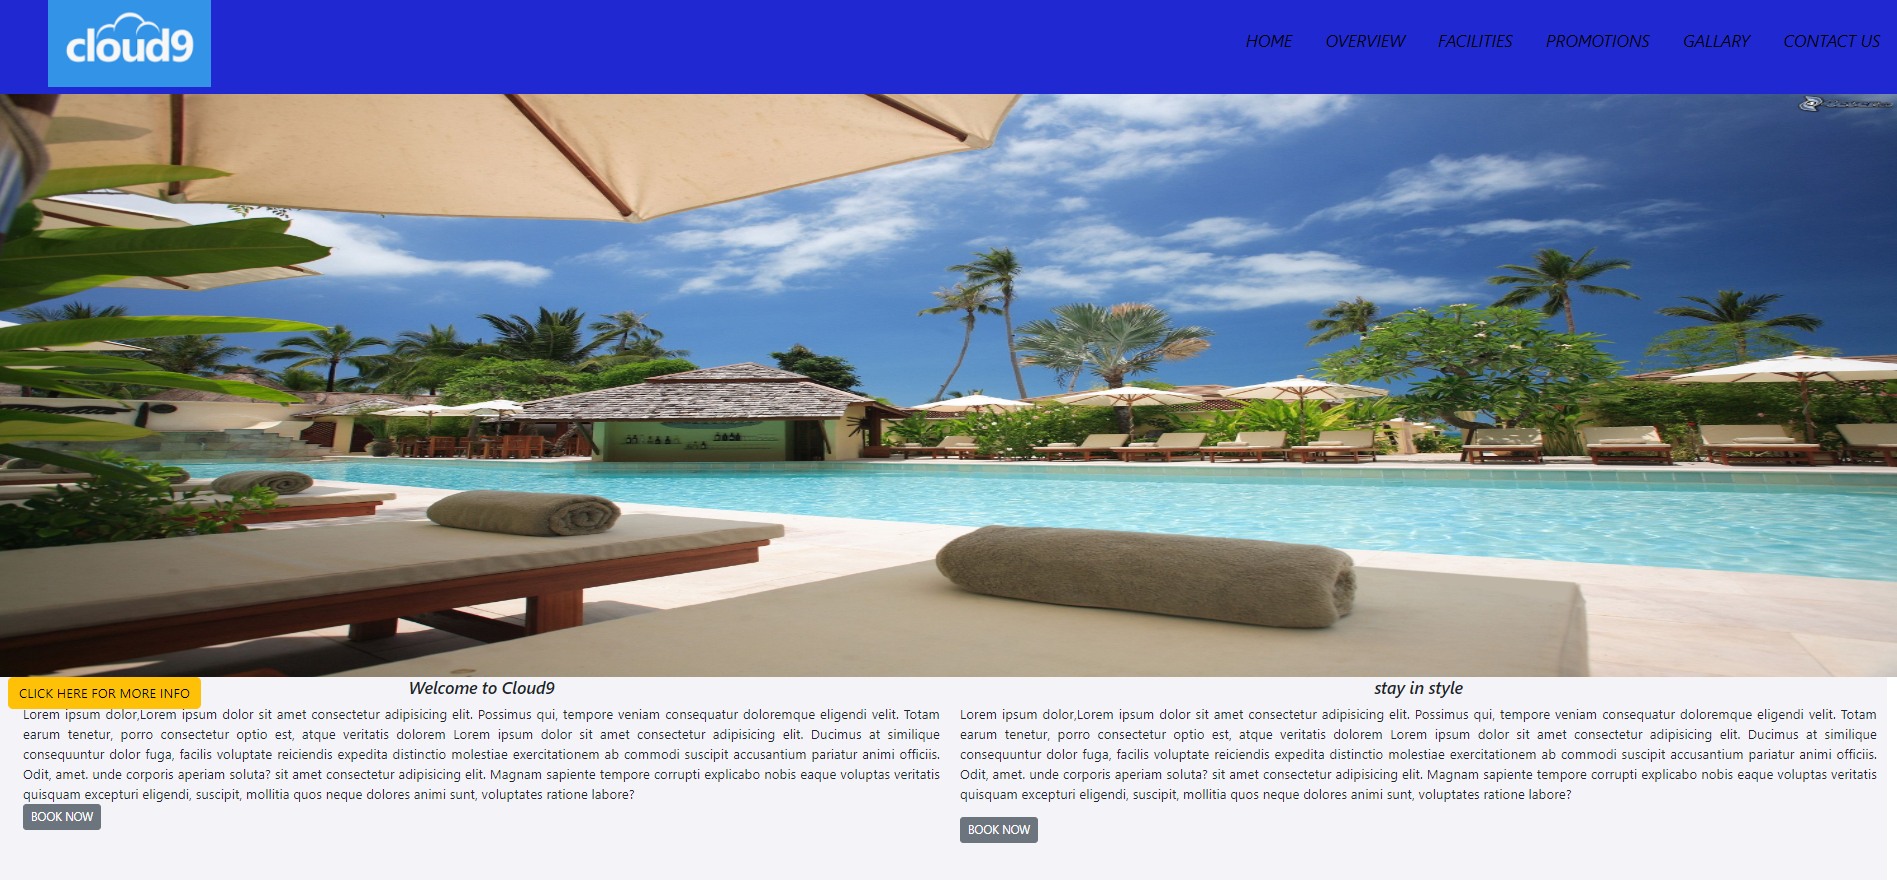 cloud9
HOME OVERVIEW FACILITIES PROMOTIONS GALLARY CONTACT US
CLICK HERE FOR MORE INFO
Welcome to Cloud9
Lorem ipsum dolor,Lorem ipsum dolor sit amet consectetur adipisicing elit. Possimus qui, tempore veniam consequatur doloremque eligendi velit. Totam
earum tenetur, porro consectetur optio est, atque veritatis dolorem Lorem ipsum dolor sit amet consectetur adipisicing elit. Ducimus at similique
consequuntur dolor fuga, facilis voluptate reiciendis expedita distinctio molestiae exercitationem ab commodi suscipit accusantium pariatur animi officiis.
Odit, amet. unde corporis aperiam soluta? sit amet consectetur adipisicing elit. Magnam sapiente tempore corrupti explicabo nobis eaque voluptas veritatis
quisquam excepturi eligendi, suscipit, mollitia quos neque dolores animi sunt, voluptates ratione labore?
BOOK NOW
stay in style
Lorem ipsum dolor,Lorem ipsum dolor sit amet consectetur adipisicing elit. Possimus qui, tempore veniam consequatur doloremque eligendi velit. Totam
earum tenetur, porro consectetur optio est, atque veritatis dolorem Lorem ipsum dolor sit amet consectetur adipisicing elit. Ducimus at similique
consequuntur dolor fuga, facilis voluptate reiciendis expedita distinctio molestiae exercitationem ab commodi suscipit accusantium pariatur animi officiis.
Odit, amet. unde corporis aperiam soluta? sit amet consectetur adipisicing elit. Magnam sapiente tempore corrupti explicabo nobis eaque voluptas veritatis
quisquam excepturi eligendi, suscipit, mollitia quos neque dolores animi sunt, voluptates ratione labore?
BOOK NOW